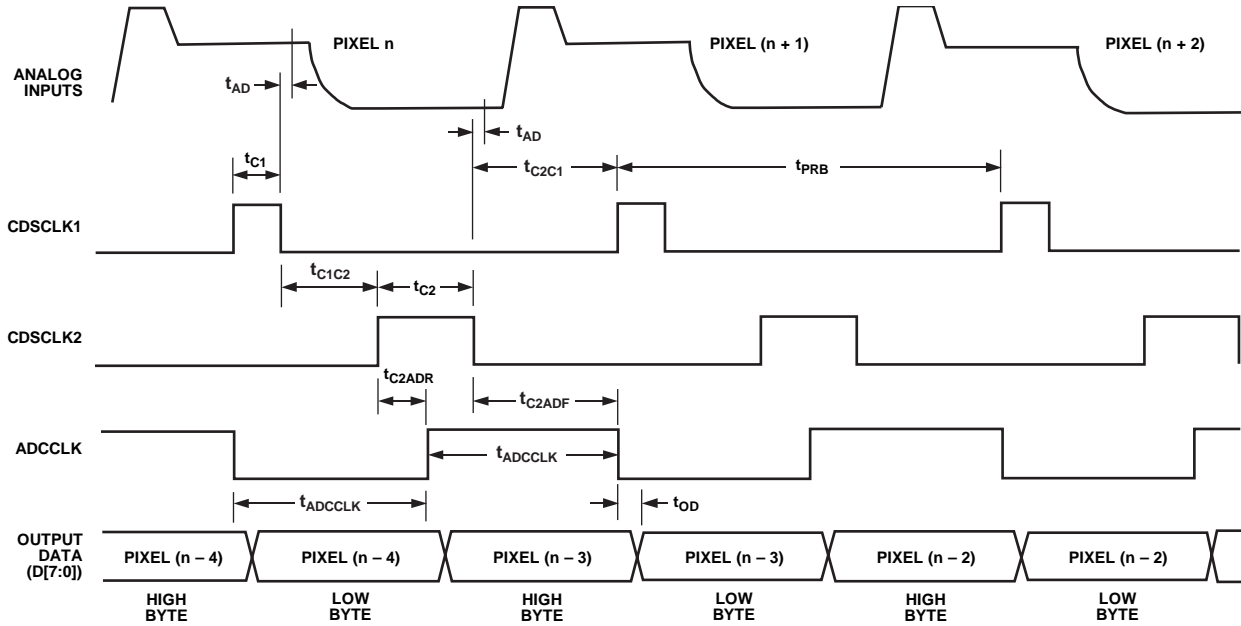 PIXEL n
PIXEL (n + 1)
PIXEL (n + 2)
ANALOG
INPUTS
tAD
tAD
tC1
tC2C1
tPRB
CDSCLK1
tC1C2
tC2
CDSCLK2
tC2ADR
tC2ADF
ADCCLK
tADCCLK
tADCCLK
tOD
OUTPUT
DATA
(D[7:0])
PIXEL (n – 4)
PIXEL (n – 4)
PIXEL (n – 3)
PIXEL (n – 3)
PIXEL (n – 2)
PIXEL (n – 2)
HIGH
BYTE
LOW
BYTE
HIGH
BYTE
LOW
BYTE
HIGH
BYTE
LOW
BYTE